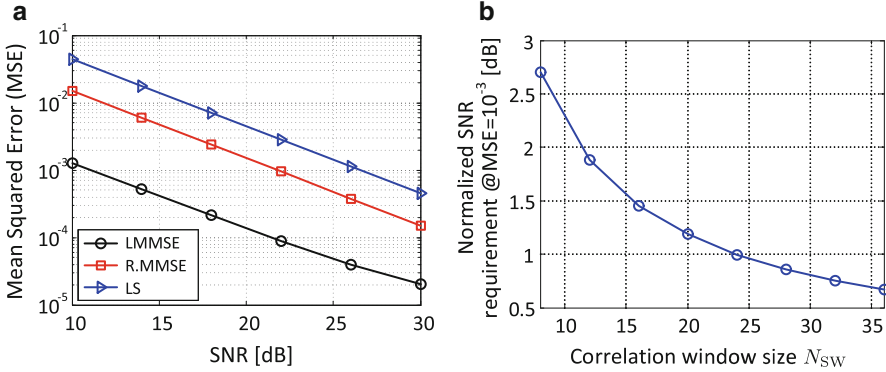 a
Mean Squared Error (MSE)
10^-1
10^-2
10^-3
10^-4
10^-5
LMMSE
R.MMSE
LS
10 15 20 25 30
SNR [dB]
b
Normalized SNR
requirement @MSE=10^-3 [dB]
3
2.5
2
1.5
1
0.5
10 15 20 25 30 35
Correlation window size N_SW